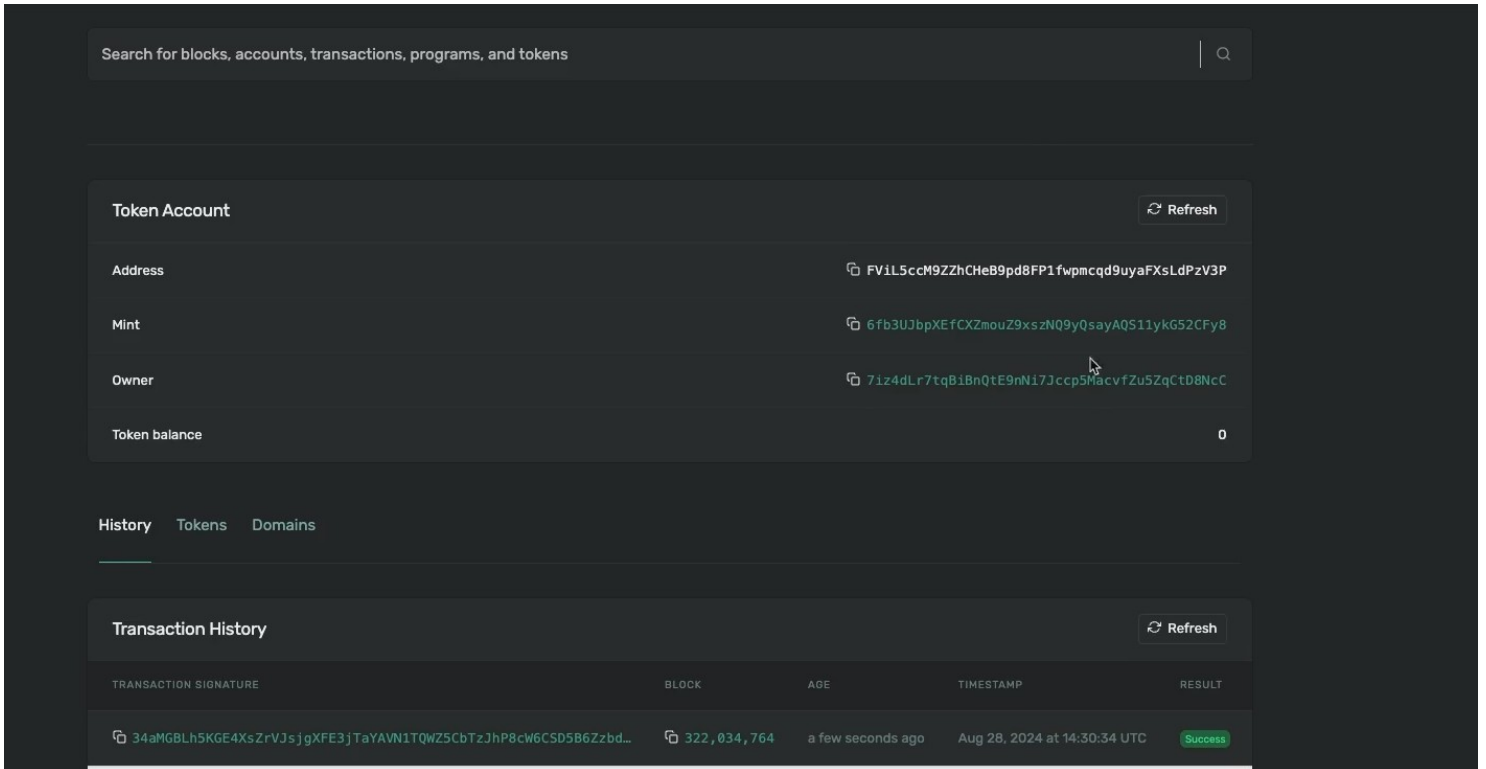 Search for blocks, accounts, transactions, programs, and tokens
Token Account
Refresh
Address
FViL5ccM9ZZhCHeB9pd8FP1fwpmcqd9uyaFXsLdPzV3P
Mint
6fb3UJbpXEfCXZmouZ9xszNQ9yQsayAQS11ykG52CFy8
Owner
7iz4dLr7tqBiBnQtE9nNi7Jccp5MacvfZu5ZqCtD8NcC
Token balance
0
History Tokens Domains
Transaction History
Refresh
TRANSACTION SIGNATURE BLOCK AGE TIMESTAMP RESULT
34aMGBLh5KGE4XsZrVJsjgXFE3jTaYAVN1TQWZ5CbTzJhP8cW6CSD5B6Zzbd… 322,034,764 a few seconds ago Aug 28, 2024 at 14:30:34 UTC Success